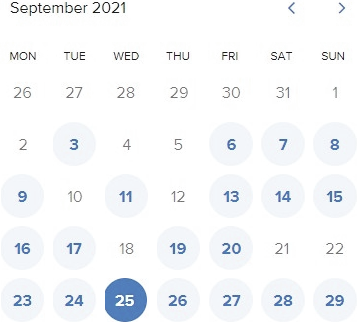 September 2021
MON TUE WED THU FRI SAT SUN
26 27 28 29 30 31 1
2 3 4 5 6 7 8
9 10 11 12 13 14 15
16 17 18 19 20 21 22
23 24 25 26 27 28 29